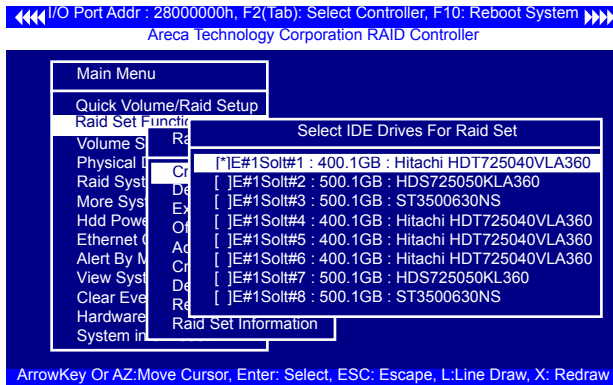 I/O Port Addr : 28000000h, F2(Tab): Select Controller, F10: Reboot System
Areca Technology Corporation RAID Controller
Main Menu
Quick Volume/Raid Setup
Raid Set Functio
Volume S
Physical D
Raid Syst
More Sys
Hdd Powe
Ethernet C
Alert By M
View Syst
Clear Eve
Hardware
System in
Ra
Cr
De
Ex
Of
Ac
Cr
De
Re
Raid Set Information
Select IDE Drives For Raid Set
[*]E#1Solt#1 : 400.1GB : Hitachi HDT725040VLA360
[ ]E#1Solt#2 : 500.1GB : HDS725050KLA360
[ ]E#1Solt#3 : 500.1GB : ST3500630NS
[ ]E#1Solt#4 : 400.1GB : Hitachi HDT725040VLA360
[ ]E#1Solt#5 : 400.1GB : Hitachi HDT725040VLA360
[ ]E#1Solt#6 : 400.1GB : Hitachi HDT725040VLA360
[ ]E#1Solt#7 : 500.1GB : HDS725050KL360
[ ]E#1Solt#8 : 500.1GB : ST3500630NS
ArrowKey Or AZ:Move Cursor, Enter: Select, ESC: Escape, L:Line Draw, X: Redraw